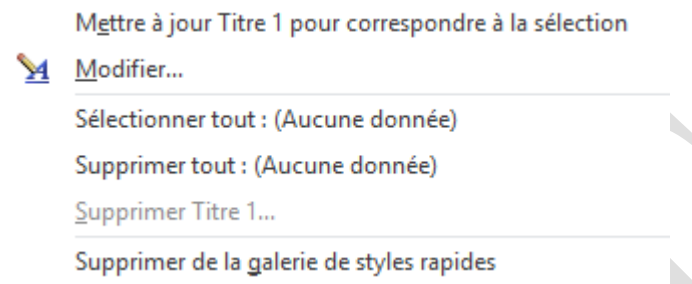 Mettre à jour Titre 1 pour correspondre à la sélection
Modifier...
Sélectionner tout : (Aucune donnée)
Supprimer tout : (Aucune donnée)
Supprimer Titre 1...
Supprimer de la galerie de styles rapides